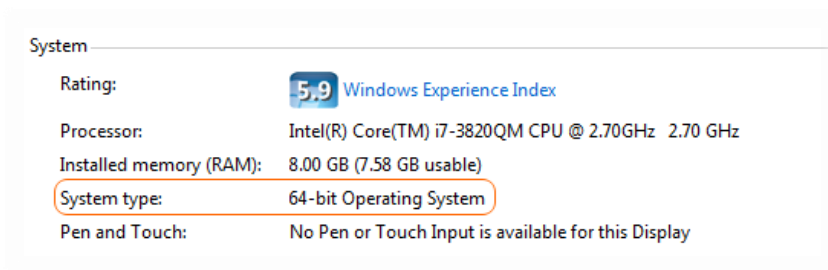 System
Rating: 5,9 Windows Experience Index
Processor: Intel(R) Core(TM) i7-3820QM CPU @ 2.70GHz 2.70 GHz
Installed memory (RAM): 8.00 GB (7.58 GB usable)
System type: 64-bit Operating System
Pen and Touch: No Pen or Touch Input is available for this Display